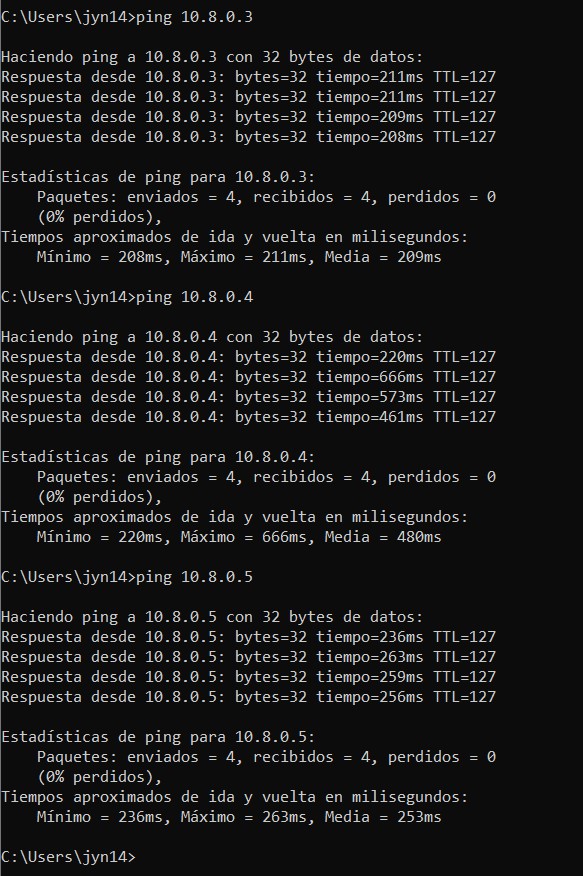 C:\Users\jyn14>ping 10.8.0.3
Haciendo ping a 10.8.0.3 con 32 bytes de datos:
Respuesta desde 10.8.0.3: bytes=32 tiempo=211ms TTL=127
Respuesta desde 10.8.0.3: bytes=32 tiempo=211ms TTL=127
Respuesta desde 10.8.0.3: bytes=32 tiempo=209ms TTL=127
Respuesta desde 10.8.0.3: bytes=32 tiempo=208ms TTL=127
Estadísticas de ping para 10.8.0.3:
    Paquetes: enviados = 4, recibidos = 4, perdidos = 0
    (0% perdidos),
Tiempos aproximados de ida y vuelta en milisegundos:
    Mínimo = 208ms, Máximo = 211ms, Media = 209ms
C:\Users\jyn14>ping 10.8.0.4
Haciendo ping a 10.8.0.4 con 32 bytes de datos:
Respuesta desde 10.8.0.4: bytes=32 tiempo=220ms TTL=127
Respuesta desde 10.8.0.4: bytes=32 tiempo=666ms TTL=127
Respuesta desde 10.8.0.4: bytes=32 tiempo=573ms TTL=127
Respuesta desde 10.8.0.4: bytes=32 tiempo=461ms TTL=127
Estadísticas de ping para 10.8.0.4:
    Paquetes: enviados = 4, recibidos = 4, perdidos = 0
    (0% perdidos),
Tiempos aproximados de ida y vuelta en milisegundos:
    Mínimo = 220ms, Máximo = 666ms, Media = 480ms
C:\Users\jyn14>ping 10.8.0.5
Haciendo ping a 10.8.0.5 con 32 bytes de datos:
Respuesta desde 10.8.0.5: bytes=32 tiempo=236ms TTL=127
Respuesta desde 10.8.0.5: bytes=32 tiempo=263ms TTL=127
Respuesta desde 10.8.0.5: bytes=32 tiempo=259ms TTL=127
Respuesta desde 10.8.0.5: bytes=32 tiempo=256ms TTL=127
Estadísticas de ping para 10.8.0.5:
    Paquetes: enviados = 4, recibidos = 4, perdidos = 0
    (0% perdidos),
Tiempos aproximados de ida y vuelta en milisegundos:
    Mínimo = 236ms, Máximo = 263ms, Media = 253ms
C:\Users\jyn14>